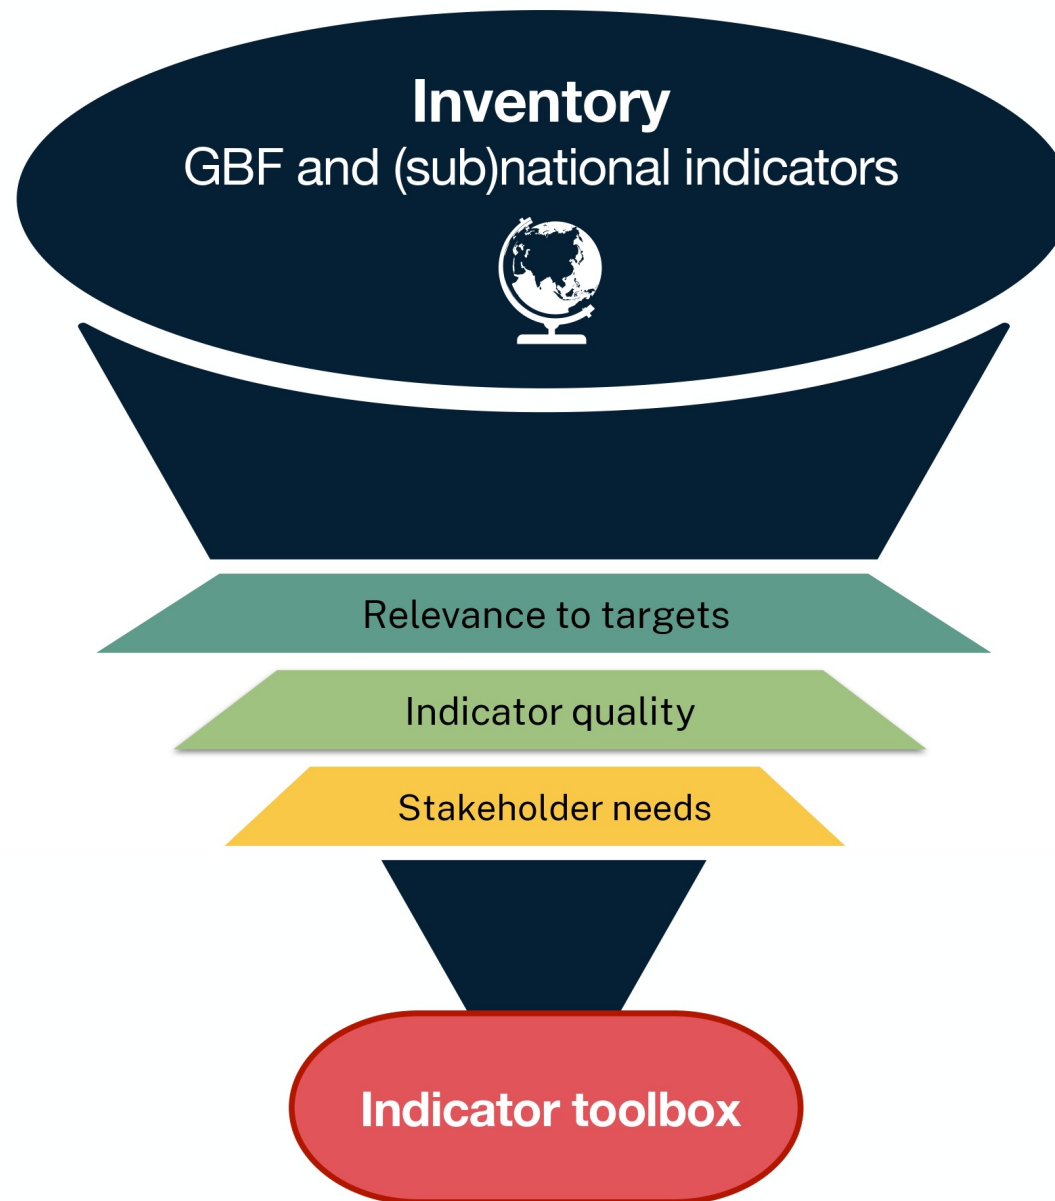 Inventory
GBF and (sub)national indicators
Relevance to targets
Indicator quality
Stakeholder needs
Indicator toolbox